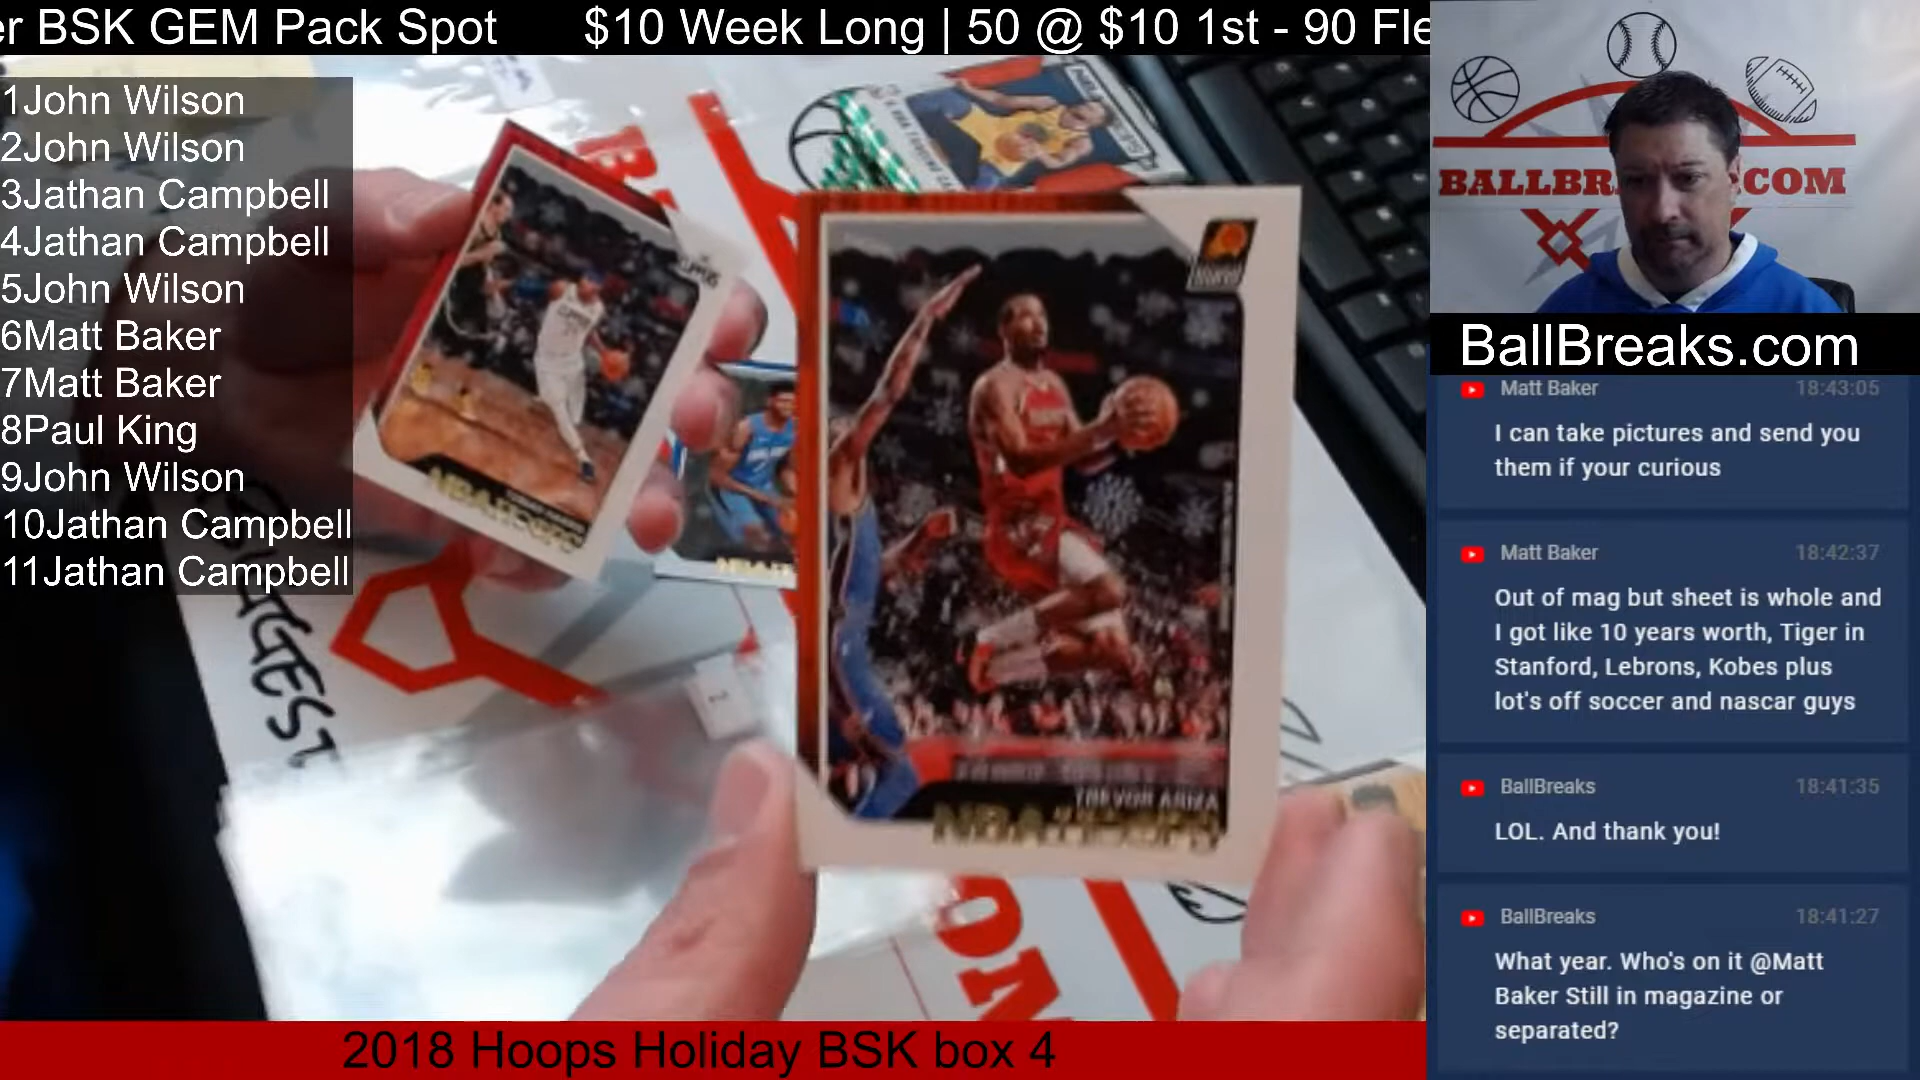 er BSK GEM Pack Spot $10 Week Long | 50 @ $10 1st - 90 Fle
1John Wilson
2John Wilson
3Jathan Campbell
4Jathan Campbell
5John Wilson
6Matt Baker
7Matt Baker
8Paul King
9John Wilson
10Jathan Campbell
11Jathan Campbell
TREVOR ARIZA
NBA HOOPS
NBA HOOPS
GGEST
BALLBR .COM
BallBreaks.com
Matt Baker 18:43:05
I can take pictures and send you
them if your curious
Matt Baker 18:42:37
Out of mag but sheet is whole and
I got like 10 years worth, Tiger in
Stanford, Lebrons, Kobes plus
lot's off soccer and nascar guys
BallBreaks 18:41:35
LOL. And thank you!
BallBreaks 18:41:27
What year. Who's on it @Matt
Baker Still in magazine or
separated?
2018 Hoops Holiday BSK box 4